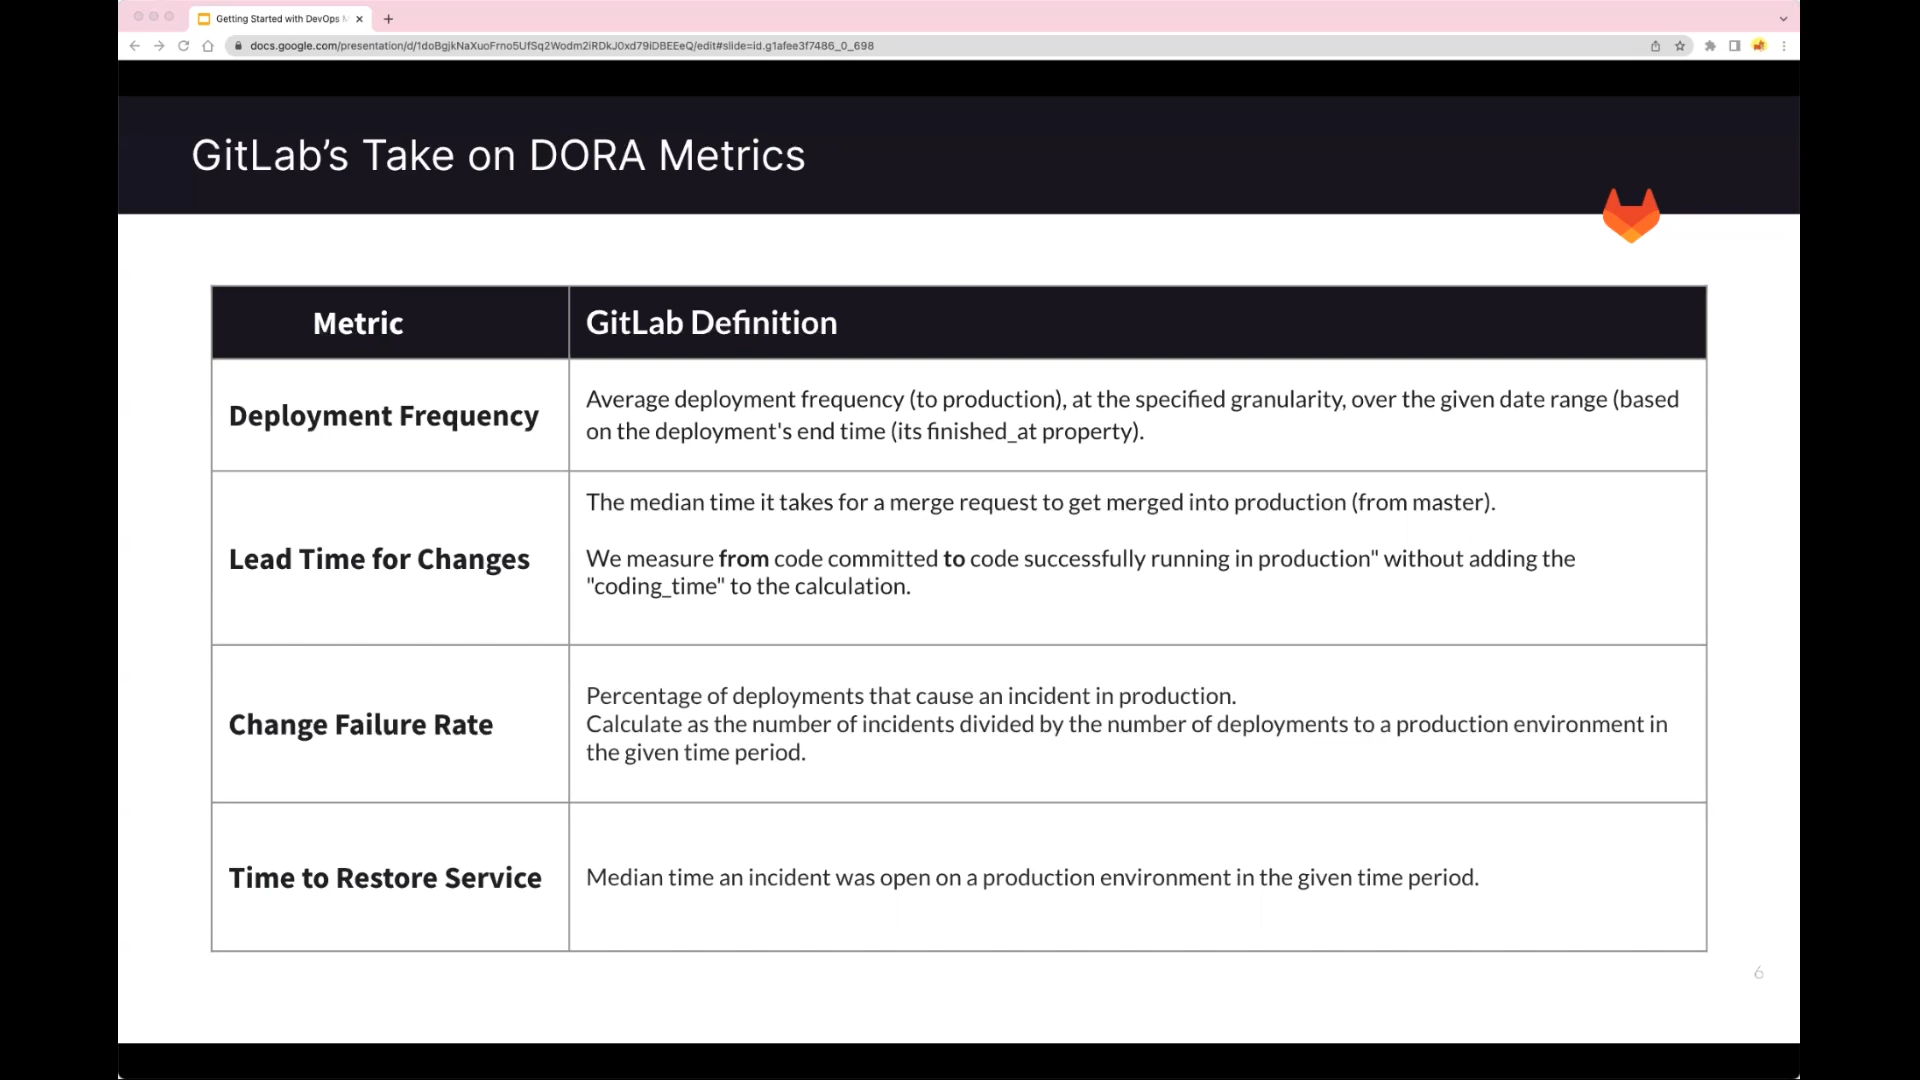 Getting Started with DevOps
docs.google.com/presentation/d/1doBgjkNaXuoFrno5UfSq2Wodm2iRDkJ0xd79iDBEEeQ/edit#slide=id.g1afee3f7486_0_698
GitLab’s Take on DORA Metrics
Metric
GitLab Definition
Deployment Frequency
Average deployment frequency (to production), at the specified granularity, over the given date range (based
on the deployment's end time (its finished_at property).
Lead Time for Changes
The median time it takes for a merge request to get merged into production (from master).
We measure from code committed to code successfully running in production" without adding the
"coding_time" to the calculation.
Change Failure Rate
Percentage of deployments that cause an incident in production.
Calculate as the number of incidents divided by the number of deployments to a production environment in
the given time period.
Time to Restore Service
Median time an incident was open on a production environment in the given time period.
6